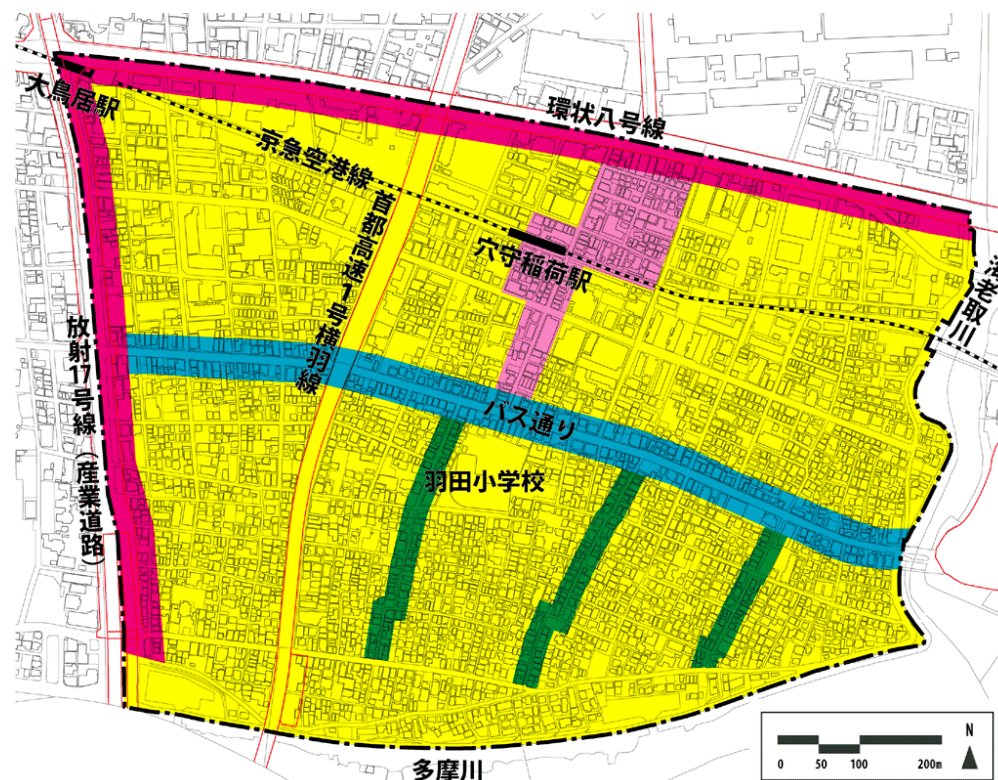 大鳥居駅
環状八号線
京急空港線
首都高速1号横羽線
穴守稲荷駅
海老取川
放射17号線（産業道路）
バス通り
羽田小学校
多摩川
N
0 50 100 200m